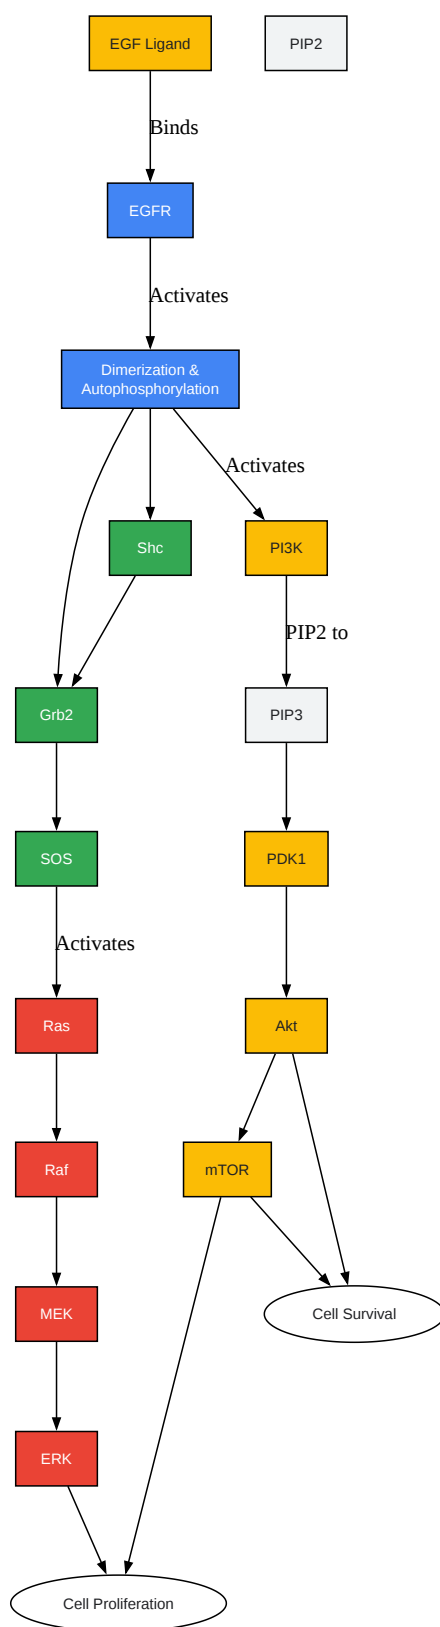 EGF Ligand
PIP2
Binds
EGFR
Activates
Dimerization &
Autophosphorylation
Activates
Shc
PI3K
PIP2 to
Grb2
PIP3
SOS
PDK1
Activates
Ras
Akt
Raf
mTOR
MEK
Cell Survival
ERK
Cell Proliferation